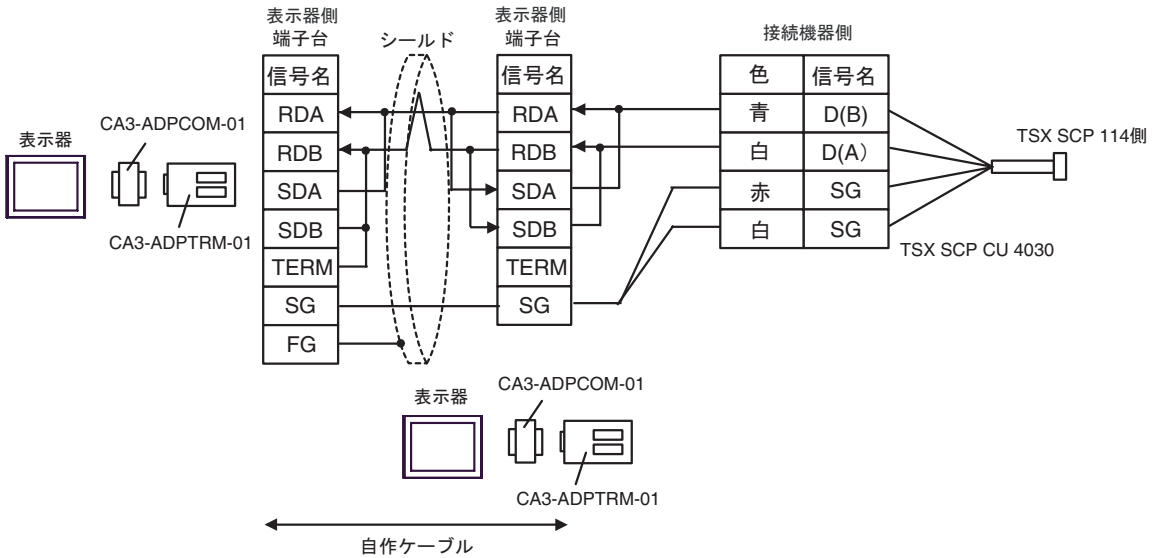 表示器側
端子台
シールド
表示器側
端子台
接続機器側
信号名
RDA
RDB
SDA
SDB
TERM
SG
FG
信号名
RDA
RDB
SDA
SDB
TERM
SG
色 信号名
青 D(B)
白 D(A)
赤 SG
白 SG
表示器
CA3-ADPCOM-01
CA3-ADPTRM-01
TSX SCP 114側
TSX SCP CU 4030
表示器
CA3-ADPCOM-01
CA3-ADPTRM-01
自作ケーブル